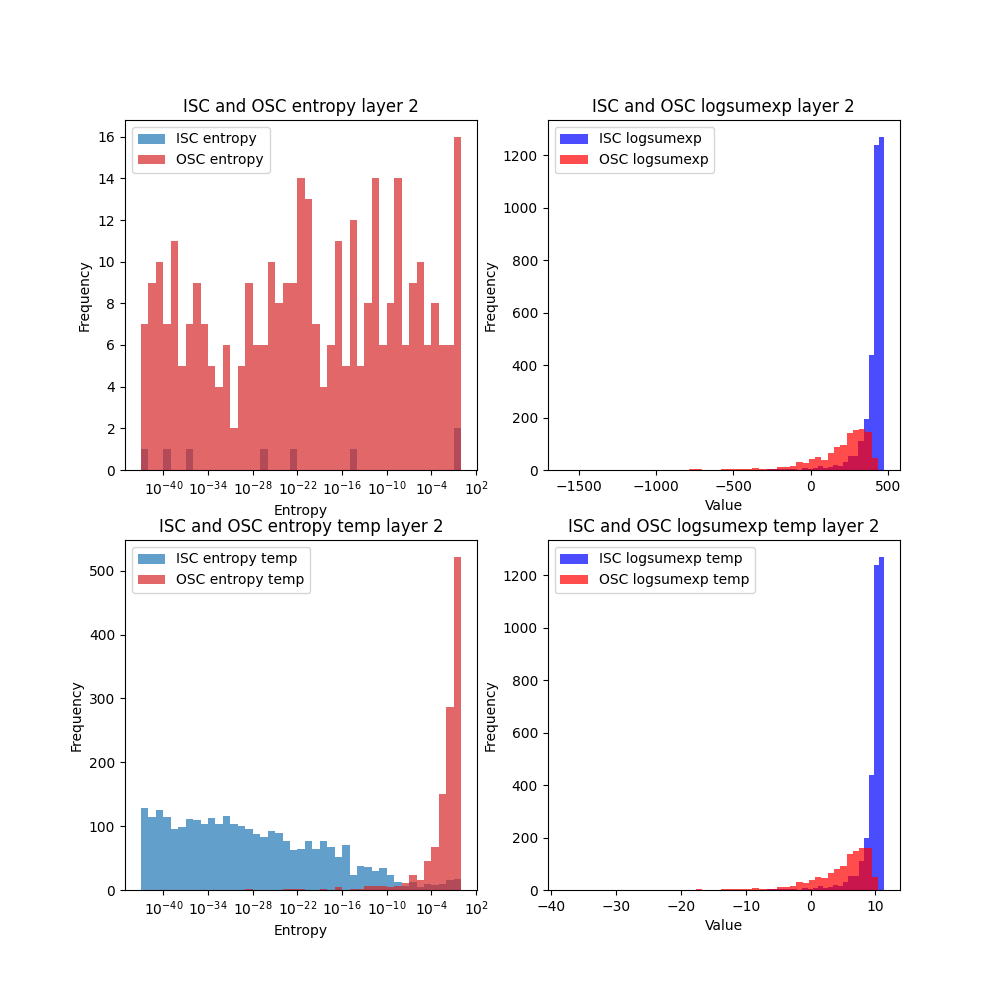 ISC and OSC entropy layer 2
ISC entropy
OSC entropy
Frequency
16
14
12
10
8
6
4
2
0
10⁻⁴⁰ 10⁻³⁴ 10⁻²⁸ 10⁻²² 10⁻¹⁶ 10⁻¹⁰ 10⁻⁴ 10²
Entropy
ISC and OSC logsumexp layer 2
ISC logsumexp
OSC logsumexp
Frequency
1200
1000
800
600
400
200
0
−1500 −1000 −500 0 500
Value
ISC and OSC entropy temp layer 2
ISC entropy temp
OSC entropy temp
Frequency
500
400
300
200
100
0
10⁻⁴⁰ 10⁻³⁴ 10⁻²⁸ 10⁻²² 10⁻¹⁶ 10⁻¹⁰ 10⁻⁴ 10²
Entropy
ISC and OSC logsumexp temp layer 2
ISC logsumexp temp
OSC logsumexp temp
Frequency
1200
1000
800
600
400
200
0
−40 −30 −20 −10 0 10
Value